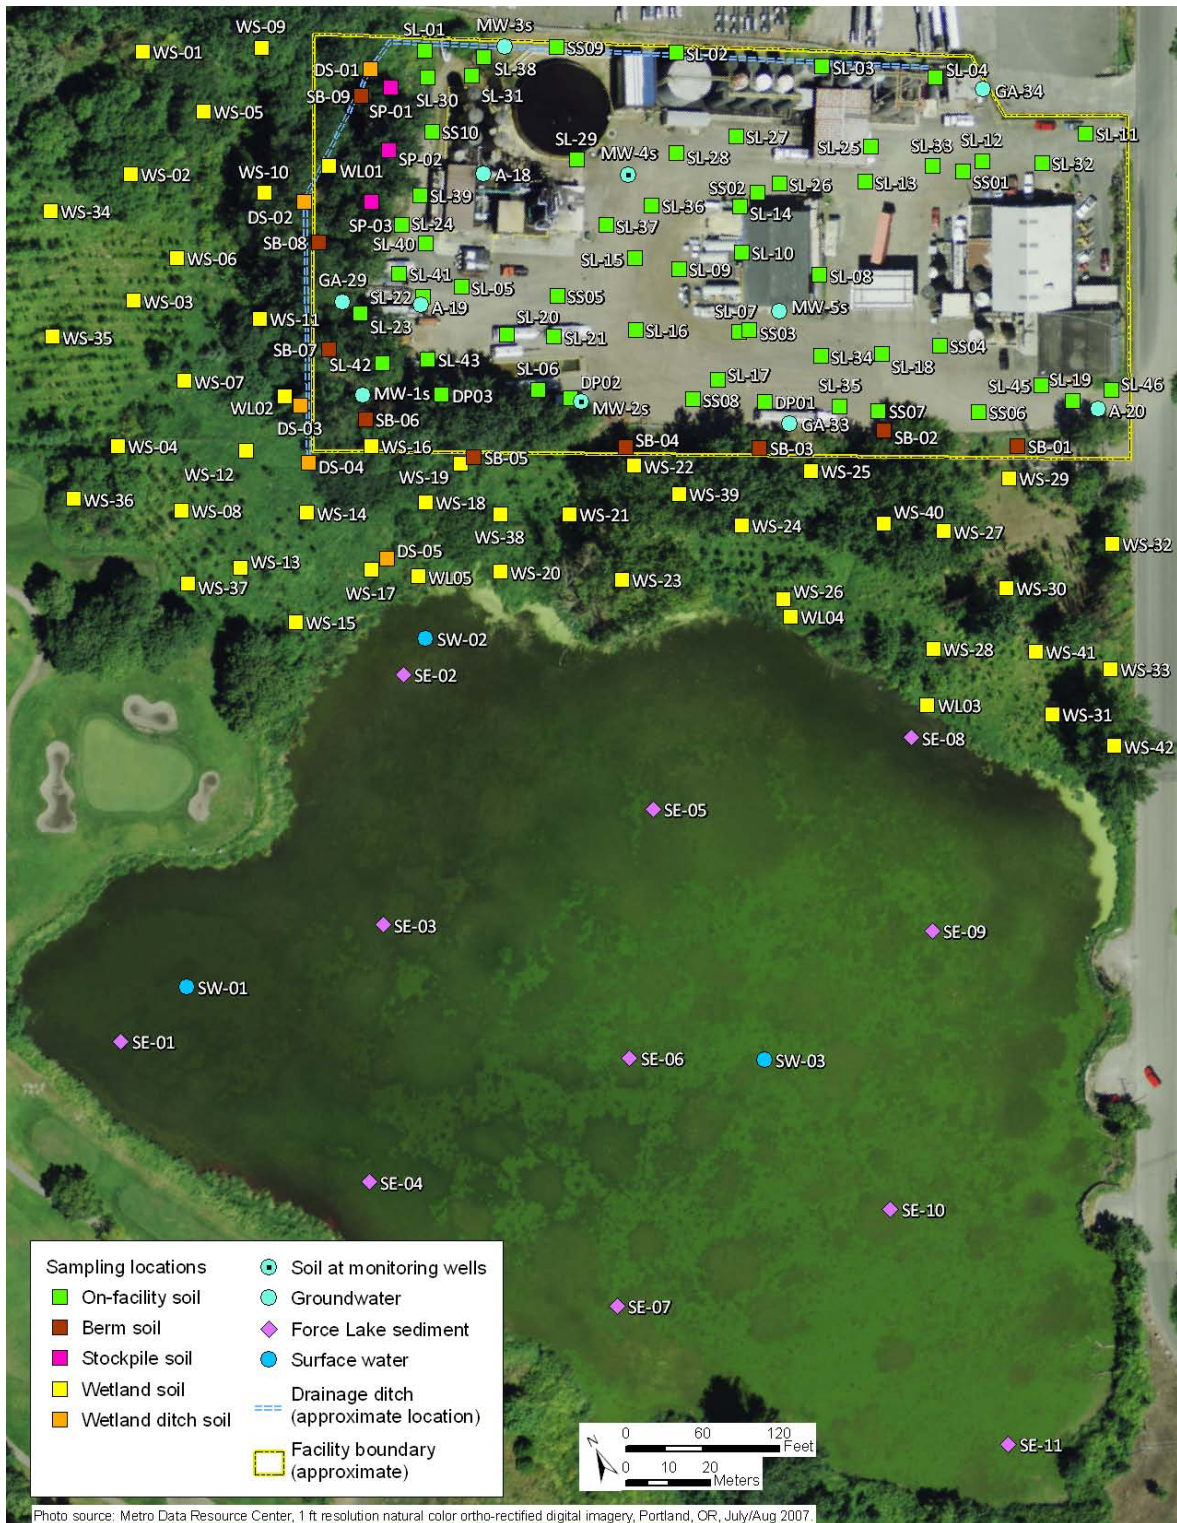 WS-09
SL-01
MW-3s
WS-01
SS09
SL-02
DS-01
SL-38
SL-03
SL-04
SB-09
SP-01
SL-30
SL-31
GA-34
WS-05
SS10
SL-27
SL-12
SL-11
SP-02
SL-29
MW-4s
SL-28
SL-25
SL-33
SL-32
WS-02
WS-10
WL01
A-18
SS02
SL-26
SL-13
SS01
WS-34
DS-02
SL-39
SL-36
SL-14
SP-03
SL-24
SL-37
SB-08
SL-40
WS-06
SL-15
SL-10
SL-41
SL-09
SL-08
GA-29
SL-05
WS-03
SL-22
A-19
SS05
MW-5s
WS-11
SL-23
SL-20
SL-16
SL-07
SS03
WS-35
SL-21
SB-07
SS04
SL-42
SL-43
SL-34
SL-18
WS-07
SL-06
DP02
SL-17
SL-35
SL-45
SL-19
SL-46
WL02
MW-1s
DP03
MW-2s
SS08
DP01
SS07
SS06
A-20
DS-03
SB-06
GA-33
SB-02
WS-04
WS-16
SB-04
SB-03
SB-01
WS-12
DS-04
WS-19
SB-05
WS-22
WS-25
WS-29
WS-36
WS-18
WS-39
WS-08
WS-14
WS-38
WS-21
WS-24
WS-40
WS-27
WS-32
WS-13
DS-05
WS-37
WS-17
WL05
WS-20
WS-23
WS-30
WS-26
WS-15
WL04
SW-02
WS-28
WS-41
SE-02
WS-33
WL03
WS-31
SE-08
WS-42
SE-05
SE-03
SE-09
SW-01
SE-01
SE-06
SW-03
SE-04
SE-10
SE-07
SE-11
Sampling locations
On-facility soil
Berm soil
Stockpile soil
Wetland soil
Wetland ditch soil
Soil at monitoring wells
Groundwater
Force Lake sediment
Surface water
Drainage ditch
(approximate location)
Facility boundary
(approximate)
N
0 60 120
Feet
0 10 20
Meters
Photo source: Metro Data Resource Center, 1 ft resolution natural color ortho-rectified digital imagery, Portland, OR, July/Aug 2007.